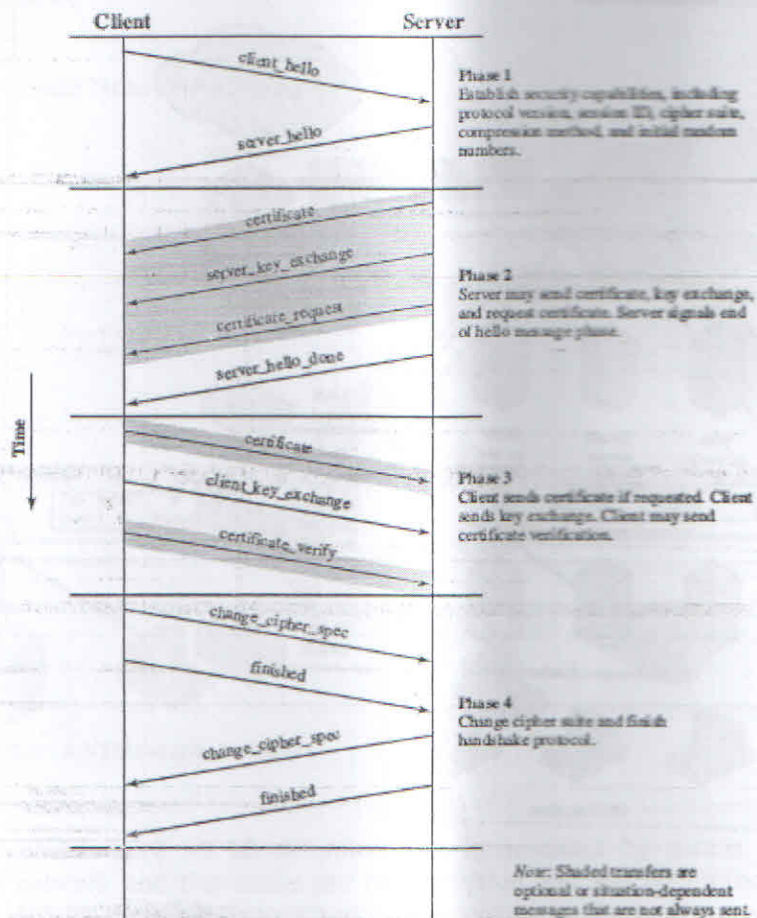 Client Server
client_hello
Phase 1
Establish security capabilities, including
protocol version, session ID, cipher suite,
compression method, and initial random
numbers.
server_hello
certificate
server_key_exchange
Phase 2
Server may send certificate, key exchange,
and request certificate. Server signals end
of hello message phase.
certificate_request
server_hello_done
Time
certificate
client_key_exchange
Phase 3
Client sends certificate if requested. Client
sends key exchange. Client may send
certificate verification.
certificate_verify
change_cipher_spec
finished
Phase 4
Change cipher suite and finish
handshake protocol.
change_cipher_spec
finished
Note: Shaded transfers are
optional or situation-dependent
messages that are not always sent.